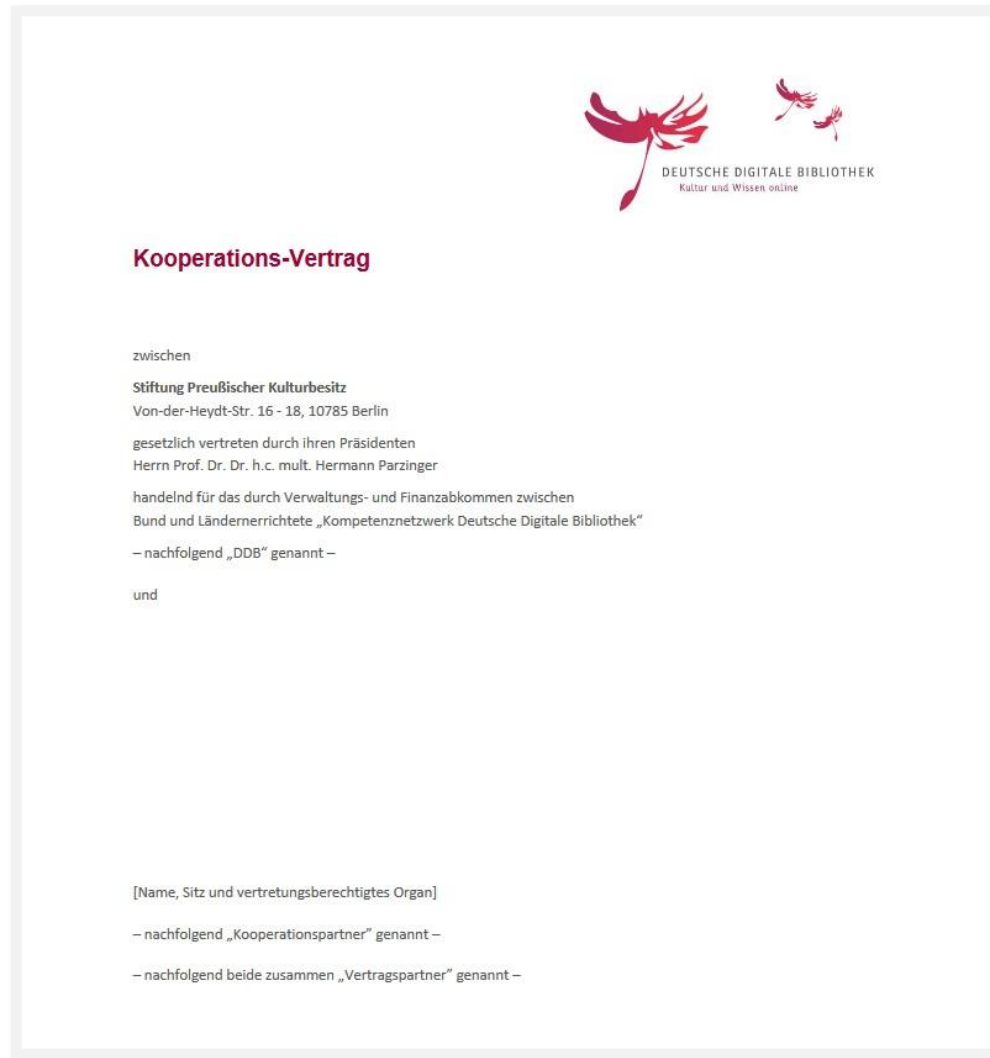 DEUTSCHE DIGITALE BIBLIOTHEK
Kultur und Wissen online
Kooperations-Vertrag
zwischen
Stiftung Preußischer Kulturbesitz
Von-der-Heydt-Str. 16 - 18, 10785 Berlin
gesetzlich vertreten durch ihren Präsidenten
Herrn Prof. Dr. Dr. h.c. mult. Hermann Parzinger
handelnd für das durch Verwaltungs- und Finanzabkommen zwischen
Bund und Ländernerrichtete „Kompetenznetzwerk Deutsche Digitale Bibliothek“
– nachfolgend „DDB“ genannt –
und
[Name, Sitz und vertretungsberechtigtes Organ]
– nachfolgend „Kooperationspartner” genannt –
– nachfolgend beide zusammen „Vertragspartner” genannt –